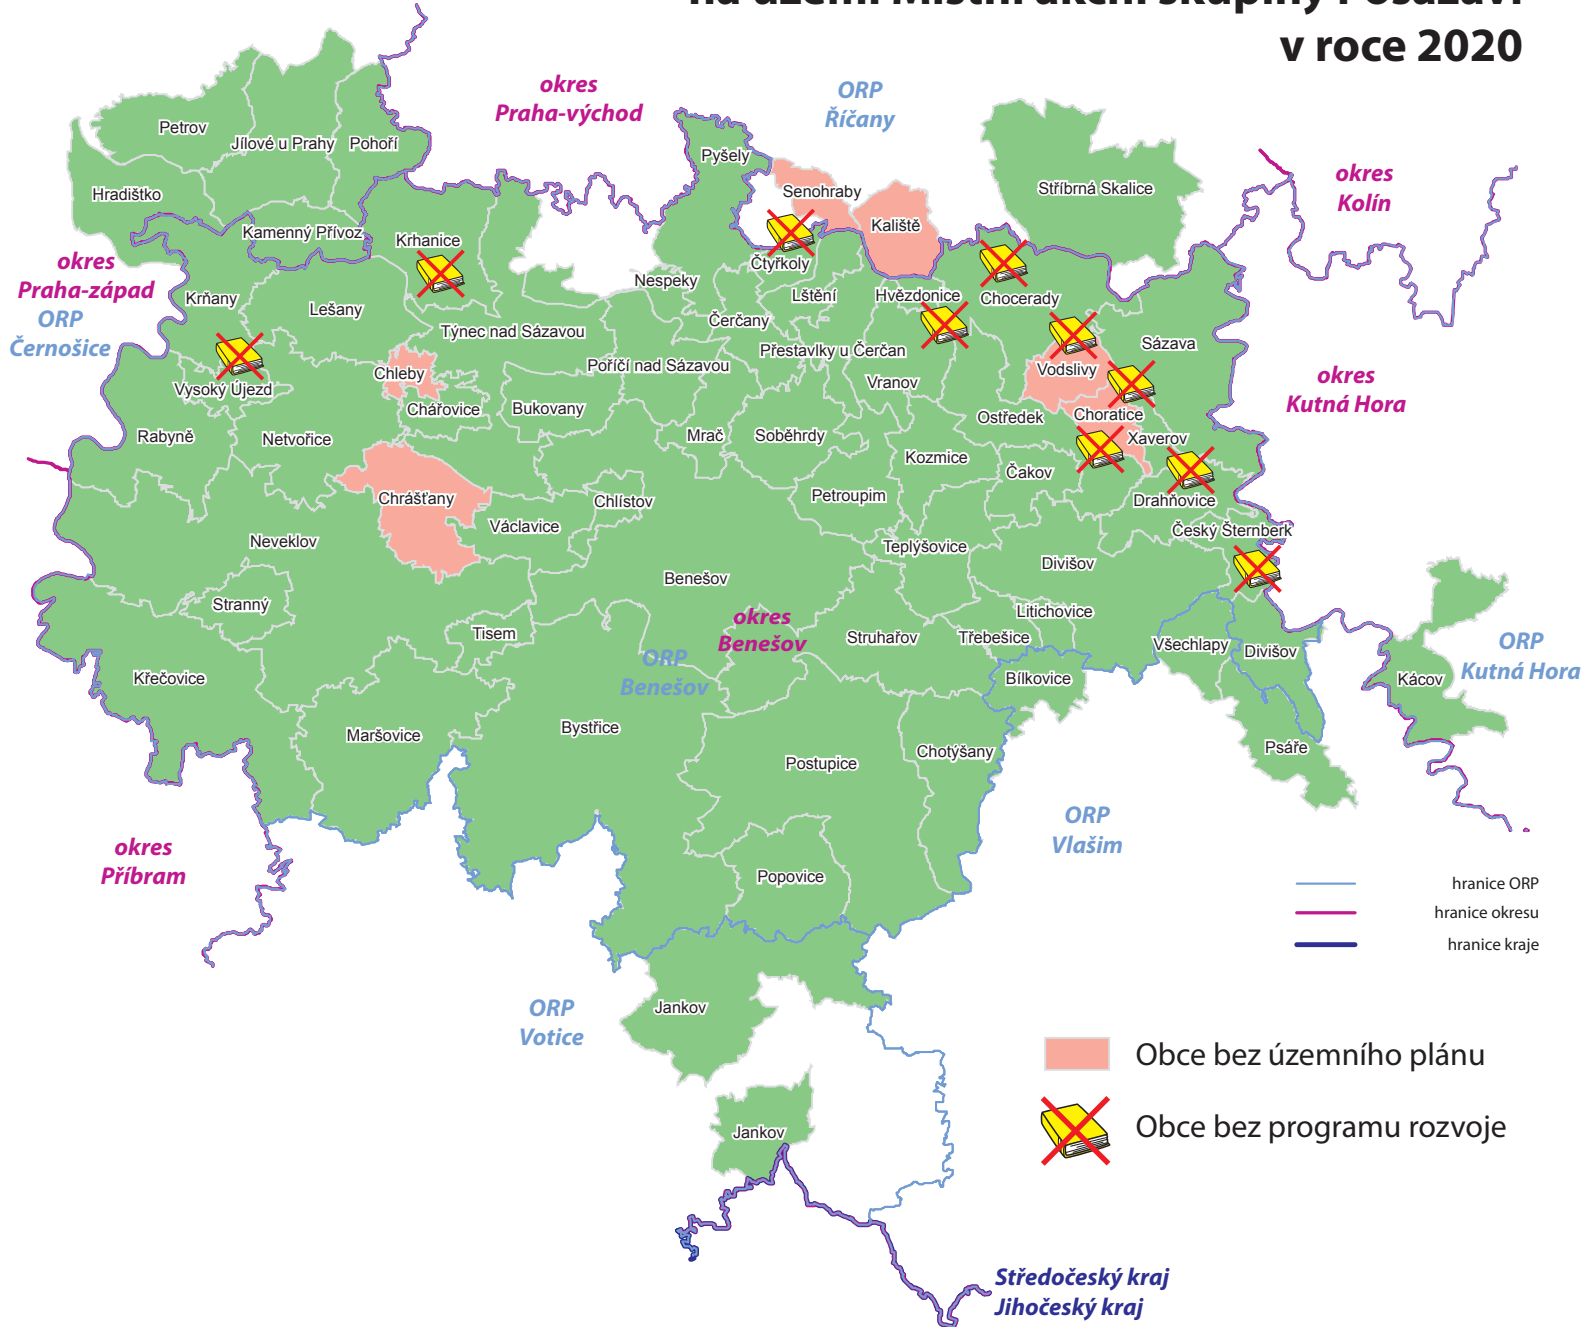 na území Místní akční skupiny Posázaví
v roce 2020
okres
Praha-východ
ORP
Říčany
Petrov
Jílové u Prahy
Pohoří
Pyšely
Hradištko
Senohraby
Stříbrná Skalice
okres
Kolín
Kamenný Přívoz
Krhanice
Kaliště
okres
Praha-západ
ORP
Černošice
Čtyřkoly
Krňany
Lešany
Nespeky
Lštění
Hvězdonice
Chocerady
Čerčany
Týnec nad Sázavou
Sázava
Přestavlky u Čerčan
Poříčí nad Sázavou
Chleby
Vodslivy
okres
Kutná Hora
Vysoký Újezd
Vranov
Chářovice
Bukovany
Ostředek
Choratice
Rabyně
Netvořice
Mrač
Soběhrdy
Xaverov
Kozmice
Čakov
Chrášťany
Chlístov
Petroupim
Drahňovice
Václavice
Český Šternberk
Neveklov
Teplýšovice
Benešov
Divišov
Stranný
Litichovice
okres
Benešov
Tisem
Struhařov
Třebešice
Všechlapy
Divišov
ORP
Kutná Hora
ORP
Benešov
Křečovice
Bílkovice
Kácov
Bystřice
Maršovice
Chotýšany
Psáře
Postupice
ORP
Vlašim
okres
Příbram
Popovice
hranice ORP
hranice okresu
hranice kraje
Jankov
ORP
Votice
Obce bez územního plánu
Obce bez programu rozvoje
Jankov
Středočeský kraj
Jihočeský kraj